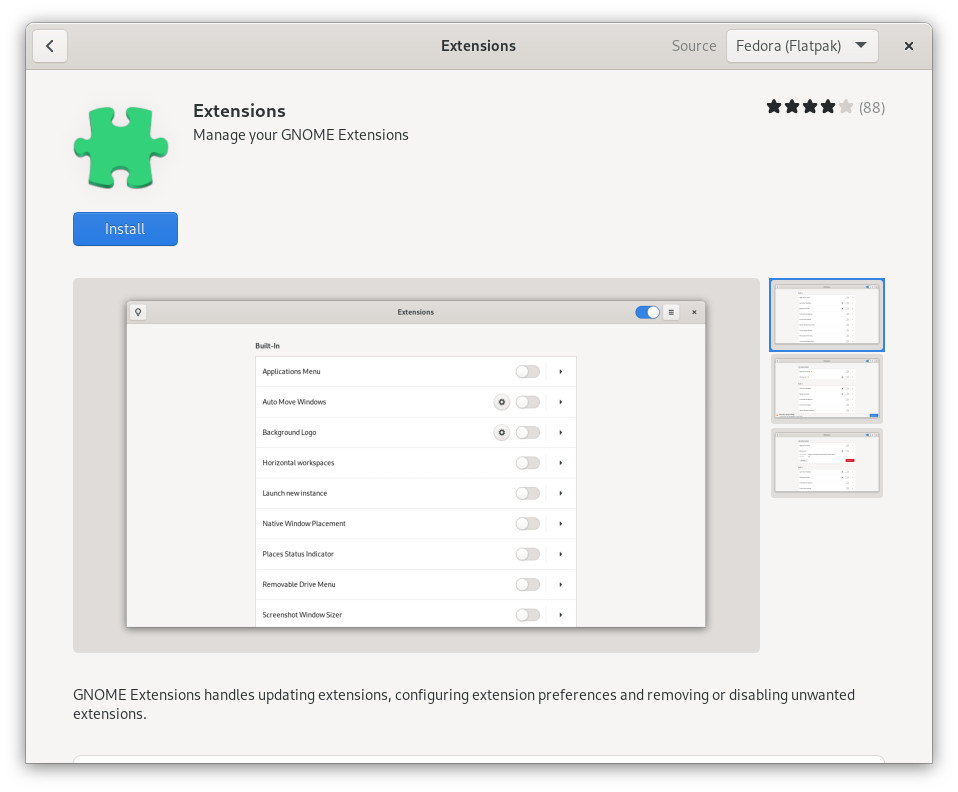 Extensions
Source
Fedora (Flatpak)
Extensions
(88)
Manage your GNOME Extensions
Install
Extensions
Built-In
Applications Menu
Auto Move Windows
Background Logo
Horizontal workspaces
Launch new instance
Native Window Placement
Places Status Indicator
Removable Drive Menu
Screenshot Window Sizer
GNOME Extensions handles updating extensions, configuring extension preferences and removing or disabling unwanted
extensions.